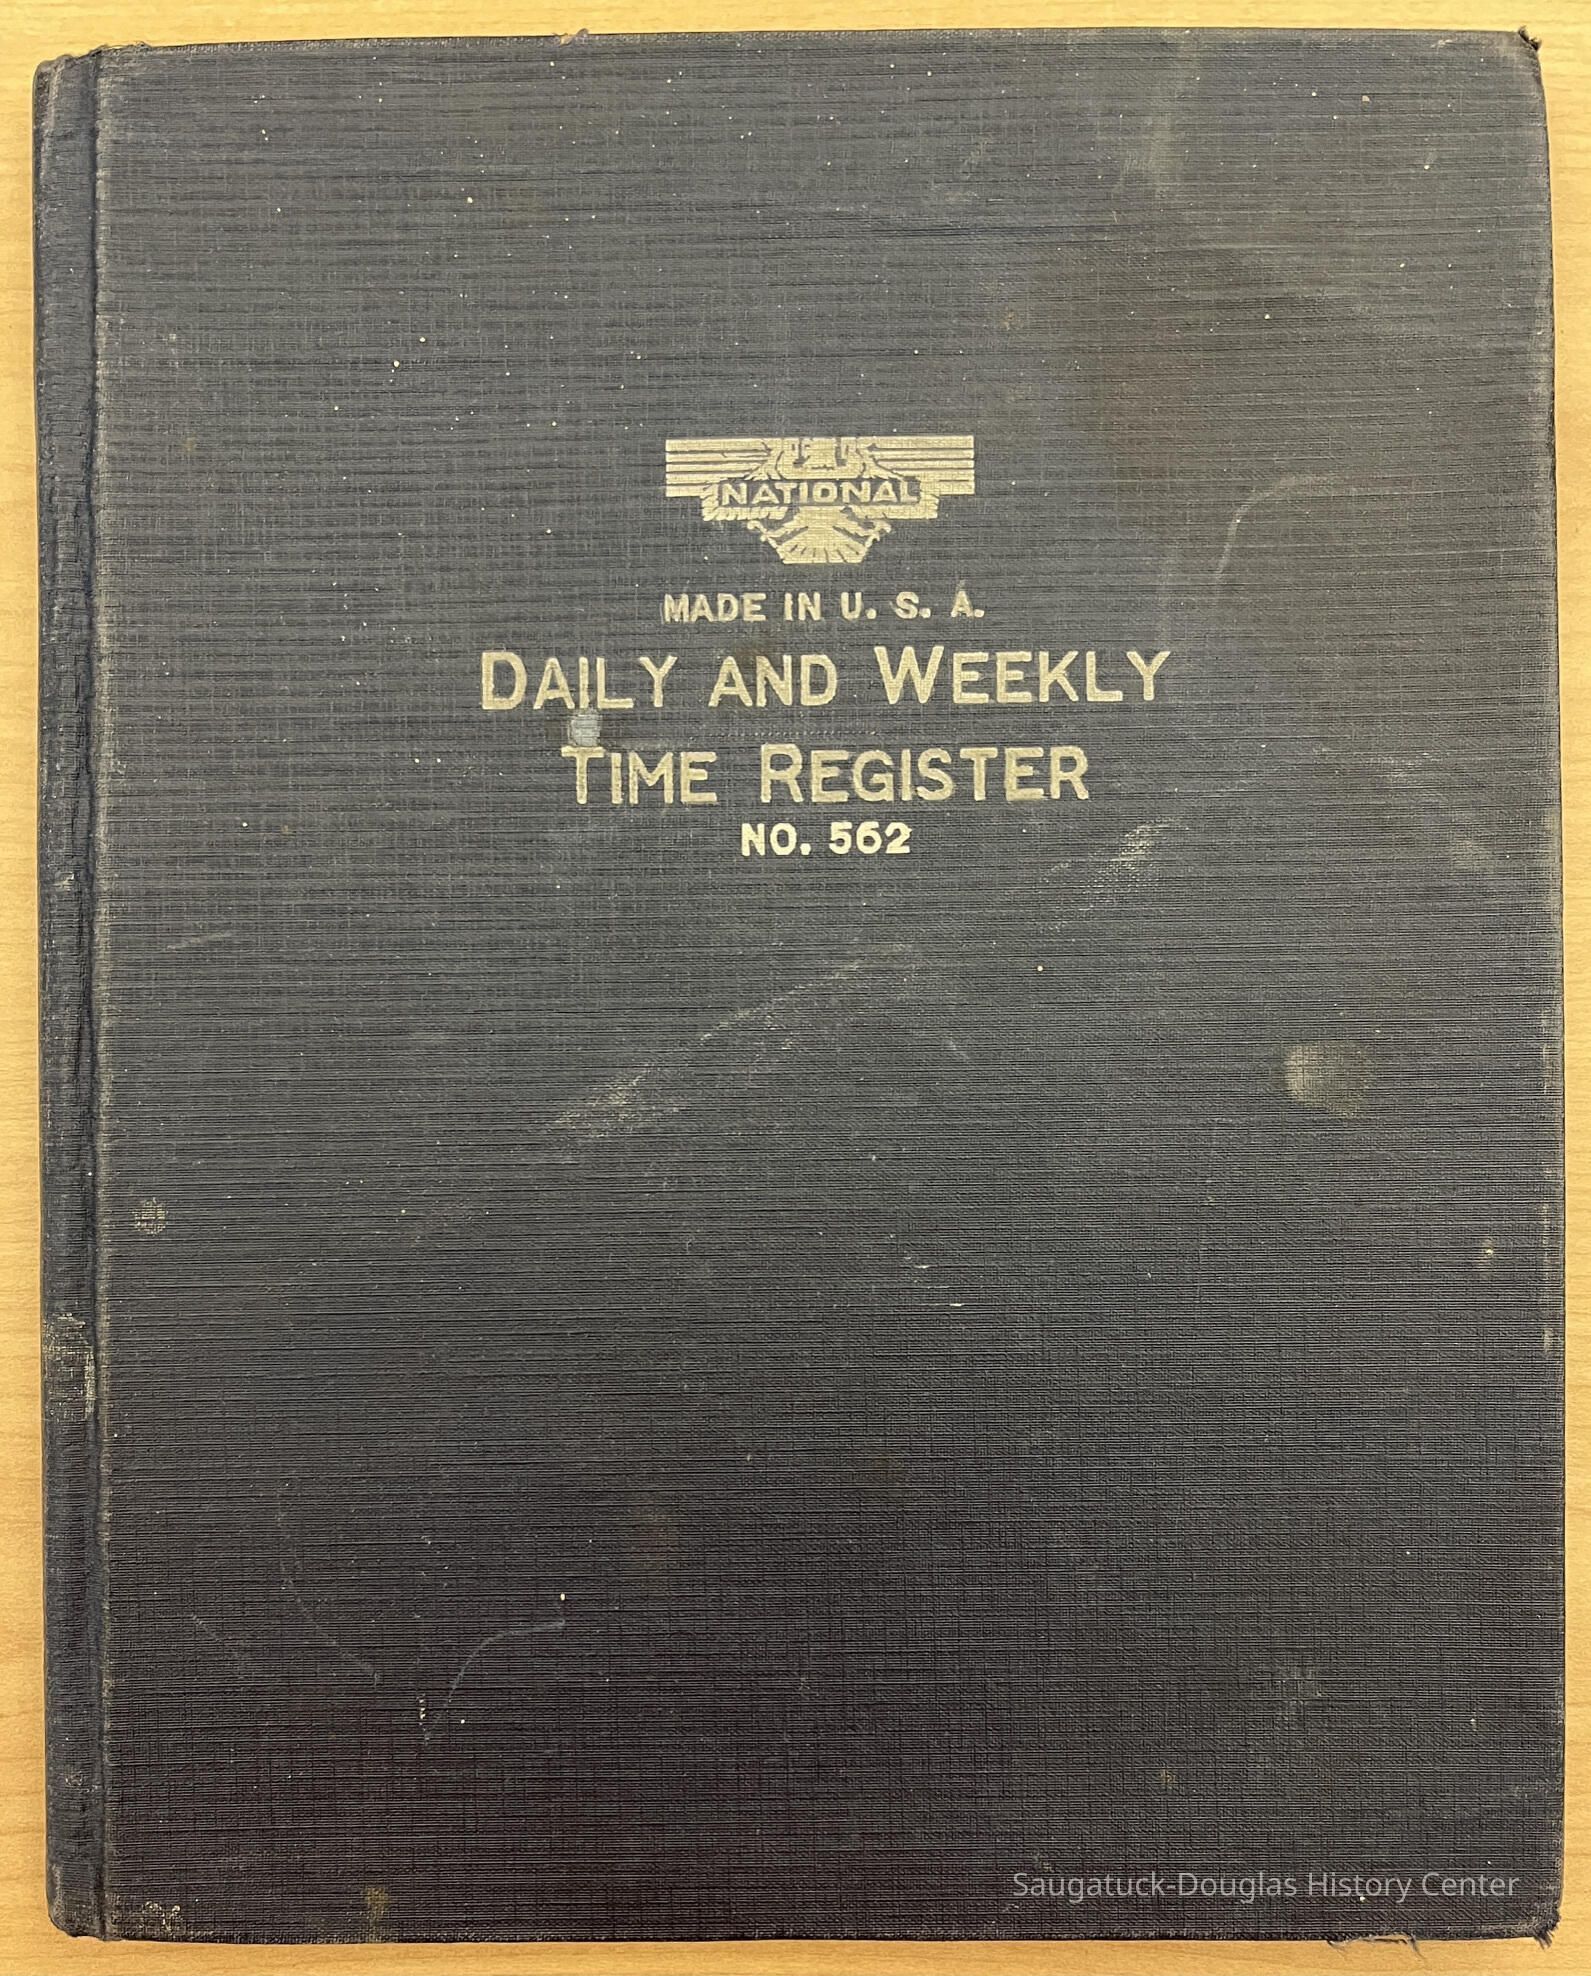 NATIONAL
MADE IN U. S. A.
DAILY AND WEEKLY
TIME REGISTER
NO. 562
Saugatuck-Douglas History Center